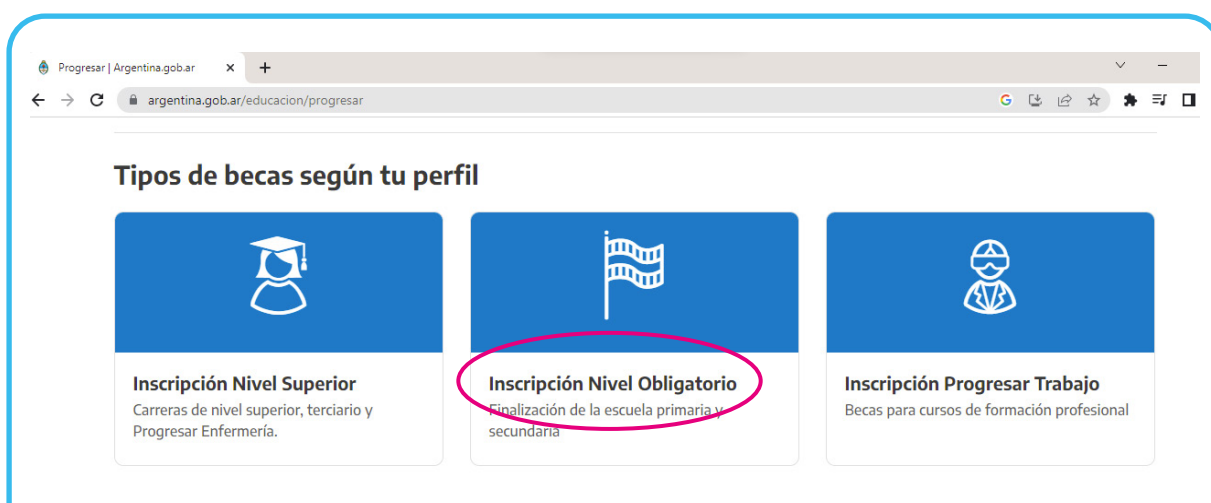 Progresar | Argentina.gob.ar
argentina.gob.ar/educacion/progresar
Tipos de becas según tu perfil
Inscripción Nivel Superior
Carreras de nivel superior, terciario y
Progresar Enfermería.
Inscripción Nivel Obligatorio
Finalización de la escuela primaria y
secundaria
Inscripción Progresar Trabajo
Becas para cursos de formación profesional